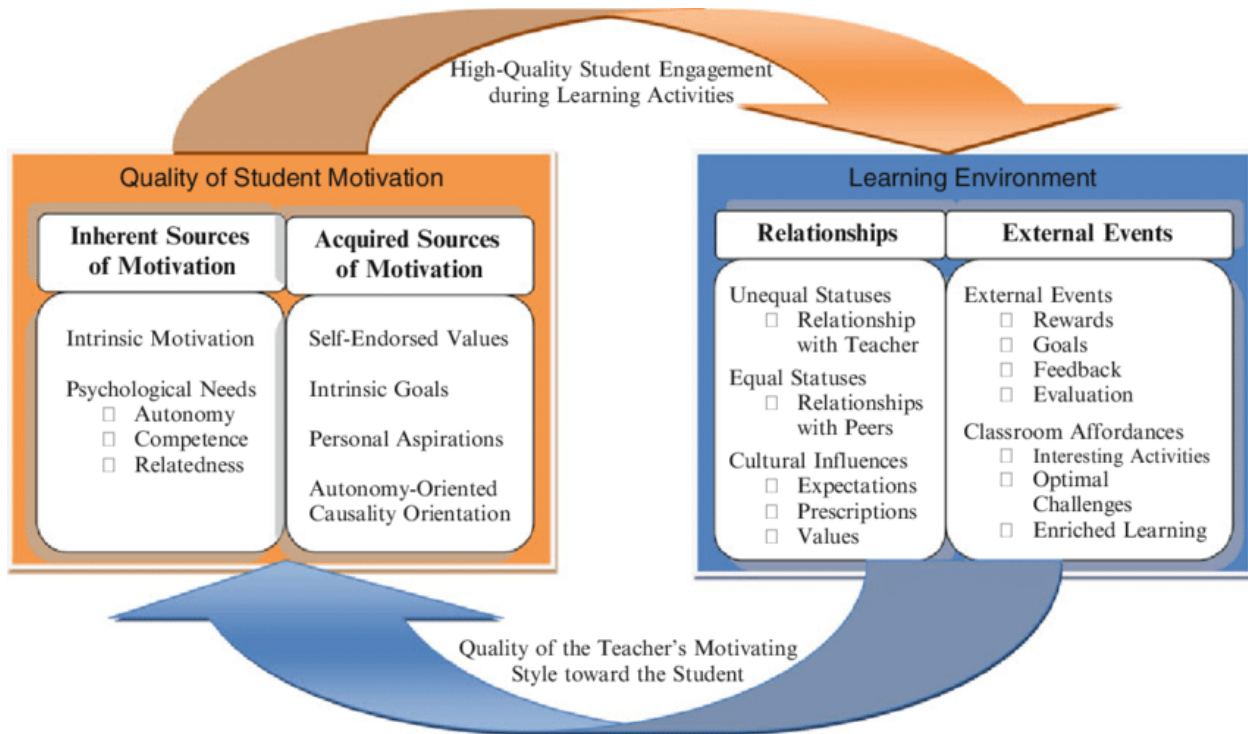 High-Quality Student Engagement
during Learning Activities
Quality of Student Motivation
Inherent Sources
of Motivation
Acquired Sources
of Motivation
Intrinsic Motivation
Psychological Needs
Autonomy
Competence
Relatedness
Self-Endorsed Values
Intrinsic Goals
Personal Aspirations
Autonomy-Oriented
Causality Orientation
Learning Environment
Relationships
External Events
Unequal Statuses
Relationship
with Teacher
Equal Statuses
Relationships
with Peers
Cultural Influences
Expectations
Prescriptions
Values
External Events
Rewards
Goals
Feedback
Evaluation
Classroom Affordances
Interesting Activities
Optimal
Challenges
Enriched Learning
Quality of the Teacher's Motivating
Style toward the Student